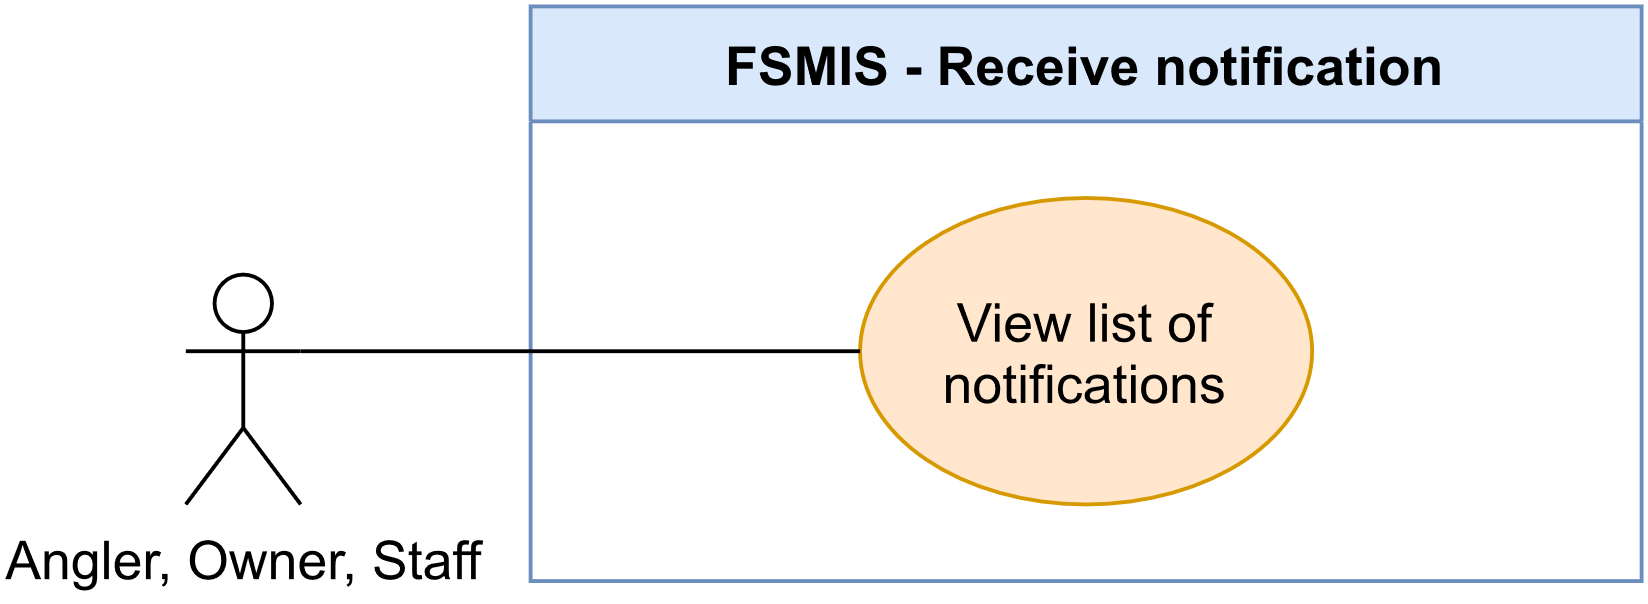 FSMIS - Receive notification
View list of
notifications
Angler, Owner, Staff